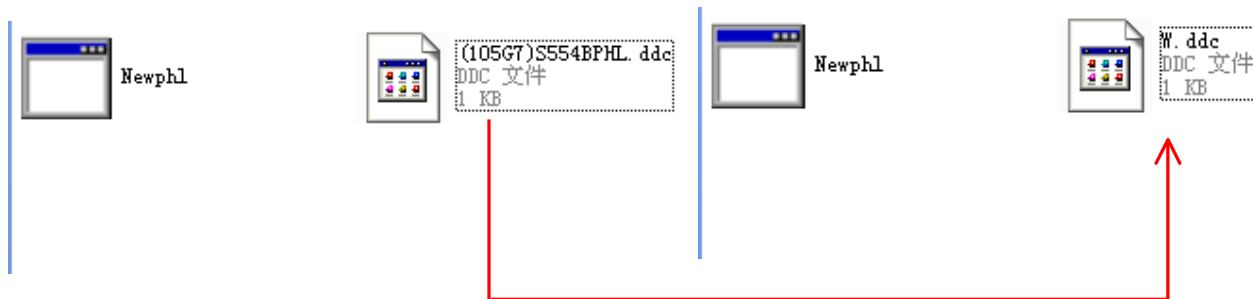 Newphl
(105G7)S554BPHL.ddc
DDC 文件
1 KB
Newphl
W.ddc
DDC 文件
1 KB